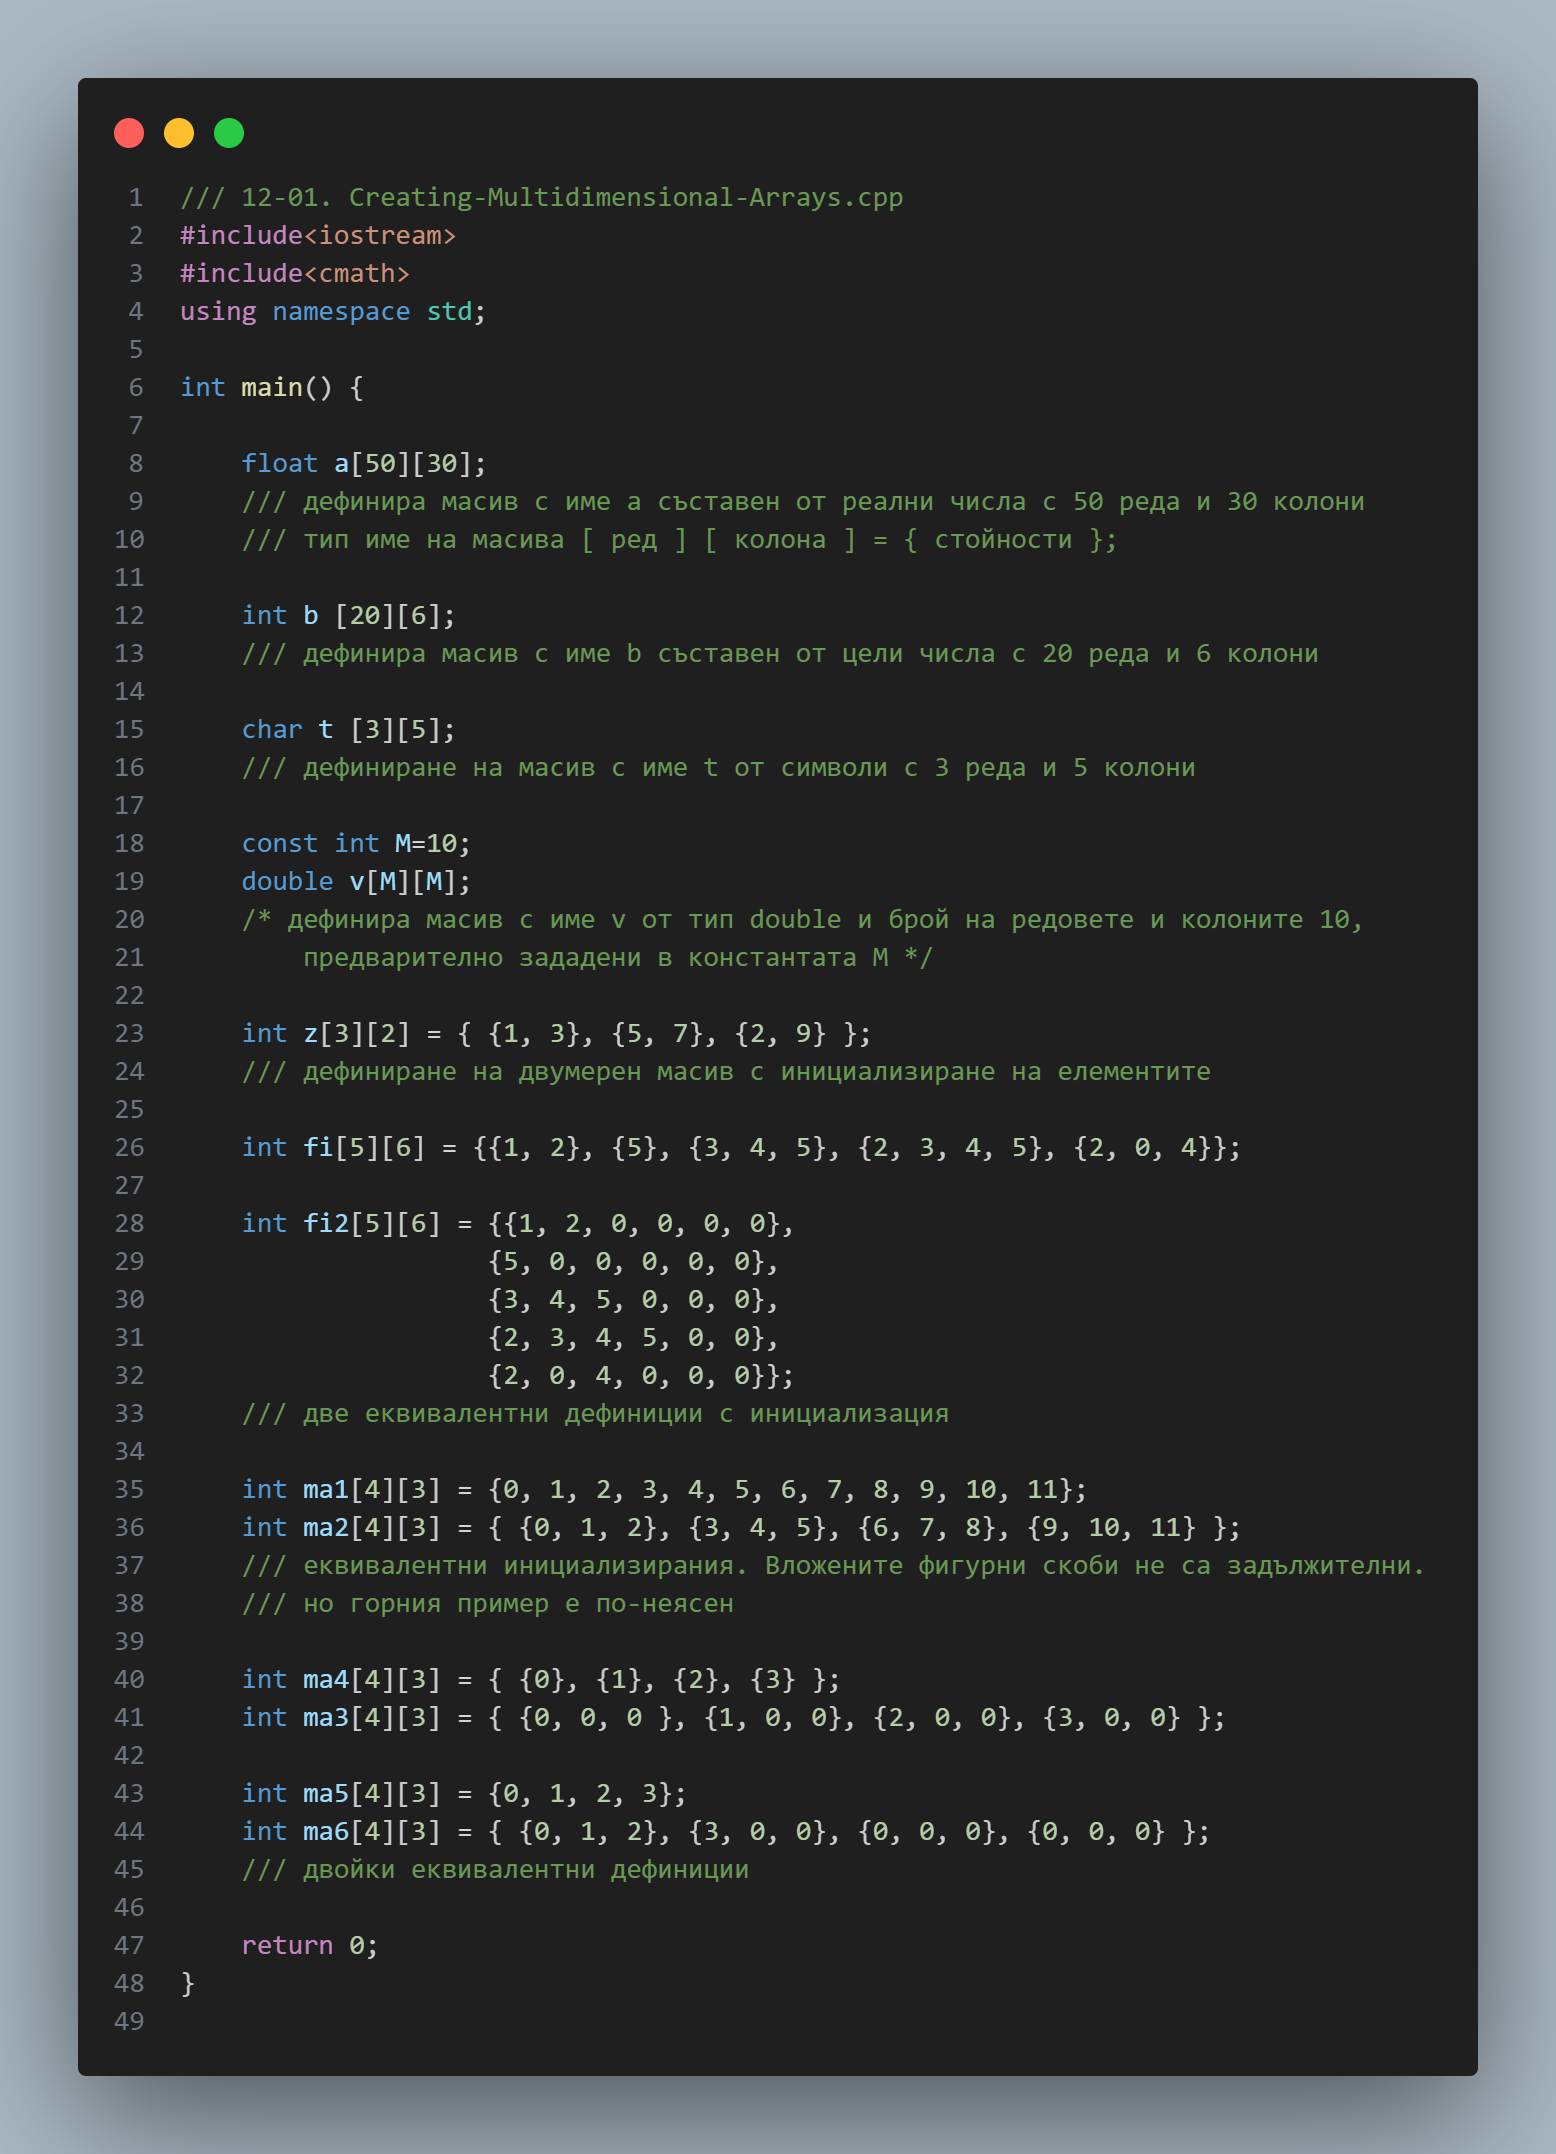 1 /// 12-01. Creating-Multidimensional-Arrays.cpp
2 #include<iostream>
3 #include<cmath>
4 using namespace std;
5
6 int main() {
7
8     float a[50][30];
9     /// дефинира масив с име a съставен от реални числа с 50 реда и 30 колони
10     /// тип име на масива [ ред ] [ колона ] = { стойности };
11
12     int b [20][6];
13     /// дефинира масив с име b съставен от цели числа с 20 реда и 6 колони
14
15     char t [3][5];
16     /// дефиниране на масив с име t от символи с 3 реда и 5 колони
17
18     const int M=10;
19     double v[M][M];
20     /* дефинира масив с име v от тип double и брой на редовете и колоните 10,
21         предварително зададени в константата M */
22
23     int z[3][2] = { {1, 3}, {5, 7}, {2, 9} };
24     /// дефиниране на двумерен масив с инициализиране на елементите
25
26     int fi[5][6] = {{1, 2}, {5}, {3, 4, 5}, {2, 3, 4, 5}, {2, 0, 4}};
27
28     int fi2[5][6] = {{1, 2, 0, 0, 0, 0},
29                     {5, 0, 0, 0, 0, 0},
30                     {3, 4, 5, 0, 0, 0},
31                     {2, 3, 4, 5, 0, 0},
32                     {2, 0, 4, 0, 0, 0}};
33     /// две еквивалентни дефиниции с инициализация
34
35     int ma1[4][3] = {0, 1, 2, 3, 4, 5, 6, 7, 8, 9, 10, 11};
36     int ma2[4][3] = { {0, 1, 2}, {3, 4, 5}, {6, 7, 8}, {9, 10, 11} };
37     /// еквивалентни инициализирания. Вложените фигурни скоби не са задължителни.
38     /// но горния пример е по-неясен
39
40     int ma4[4][3] = { {0}, {1}, {2}, {3} };
41     int ma3[4][3] = { {0, 0, 0 }, {1, 0, 0}, {2, 0, 0}, {3, 0, 0} };
42
43     int ma5[4][3] = {0, 1, 2, 3};
44     int ma6[4][3] = { {0, 1, 2}, {3, 0, 0}, {0, 0, 0}, {0, 0, 0} };
45     /// двойки еквивалентни дефиниции
46
47     return 0;
48 }
49